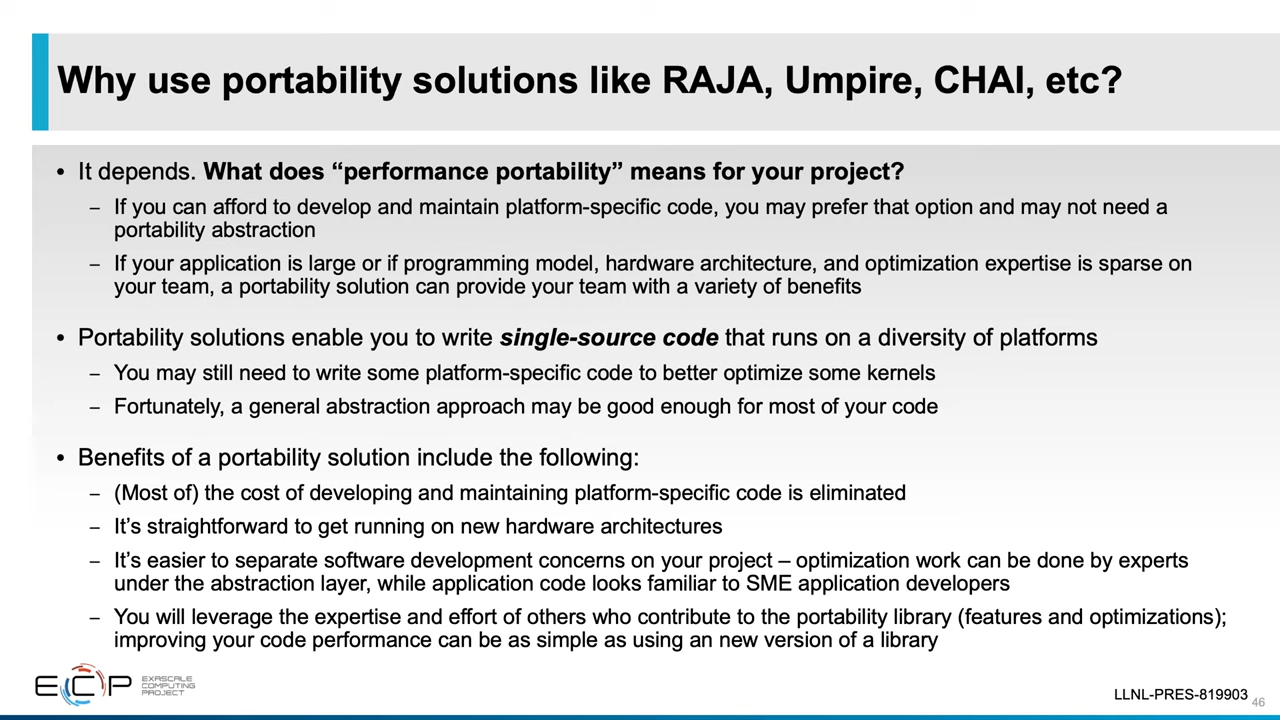 Why use portability solutions like RAJA, Umpire, CHAI, etc?
• It depends. What does “performance portability” means for your project?
– If you can afford to develop and maintain platform-specific code, you may prefer that option and may not need a
portability abstraction
– If your application is large or if programming model, hardware architecture, and optimization expertise is sparse on
your team, a portability solution can provide your team with a variety of benefits
• Portability solutions enable you to write single-source code that runs on a diversity of platforms
– You may still need to write some platform-specific code to better optimize some kernels
– Fortunately, a general abstraction approach may be good enough for most of your code
• Benefits of a portability solution include the following:
– (Most of) the cost of developing and maintaining platform-specific code is eliminated
– It’s straightforward to get running on new hardware architectures
– It’s easier to separate software development concerns on your project – optimization work can be done by experts
under the abstraction layer, while application code looks familiar to SME application developers
– You will leverage the expertise and effort of others who contribute to the portability library (features and optimizations);
improving your code performance can be as simple as using an new version of a library
ECP
EXASCALE
COMPUTING
PROJECT
LLNL-PRES-819903
46